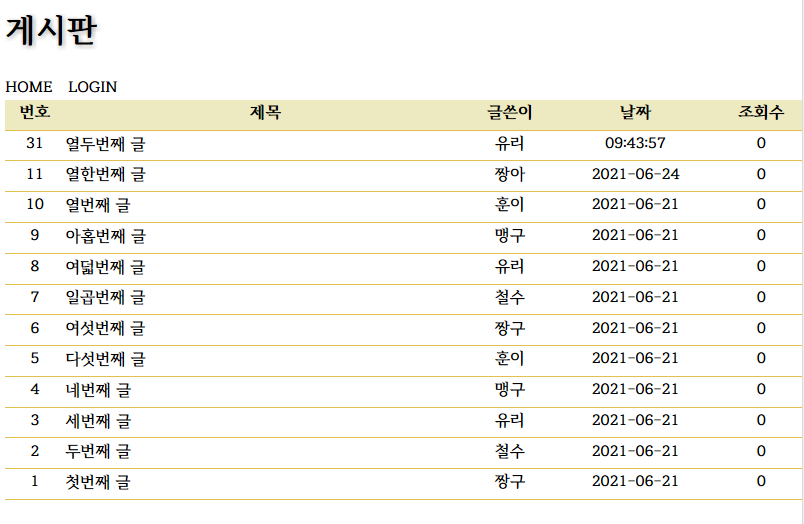 게시판
HOME LOGIN
번호 제목 글쓴이 날짜 조회수
31 열두번째 글 유리 09:43:57 0
11 열한번째 글 짱아 2021-06-24 0
10 열번째 글 훈이 2021-06-21 0
9 아홉번째 글 맹구 2021-06-21 0
8 여덟번째 글 유리 2021-06-21 0
7 일곱번째 글 철수 2021-06-21 0
6 여섯번째 글 짱구 2021-06-21 0
5 다섯번째 글 훈이 2021-06-21 0
4 네번째 글 맹구 2021-06-21 0
3 세번째 글 유리 2021-06-21 0
2 두번째 글 철수 2021-06-21 0
1 첫번째 글 짱구 2021-06-21 0